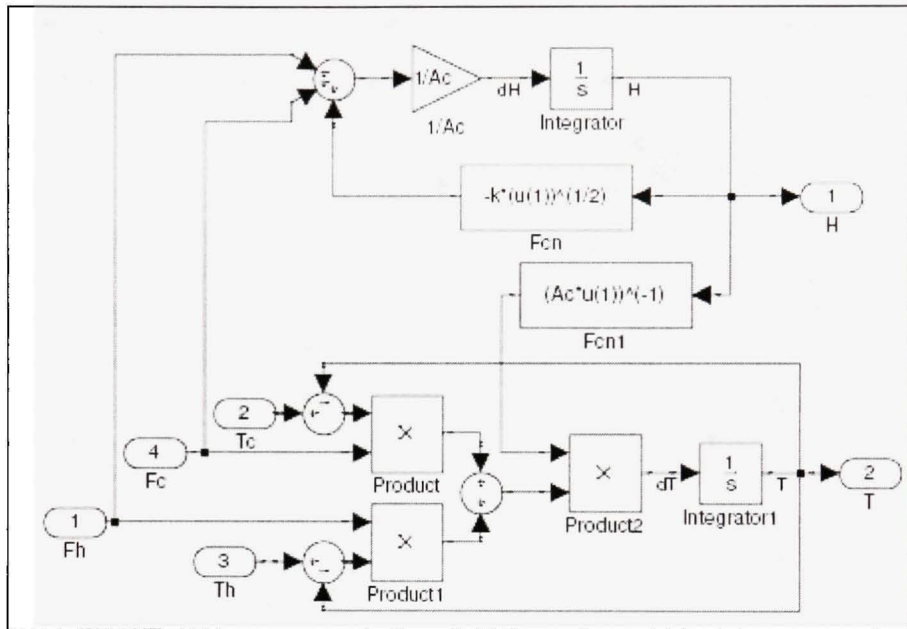 1/Ac
1/Ac
dH
1
s
H
Integrator
-k*(u(1))^(1/2)
Fcn
1
H
(Ac*u(1))^(-1)
Fcn1
2
Tc
4
Fc
×
Product
1
Fh
3
Th
×
Product1
×
Product2
dT
1
s
T
Integrator1
2
T